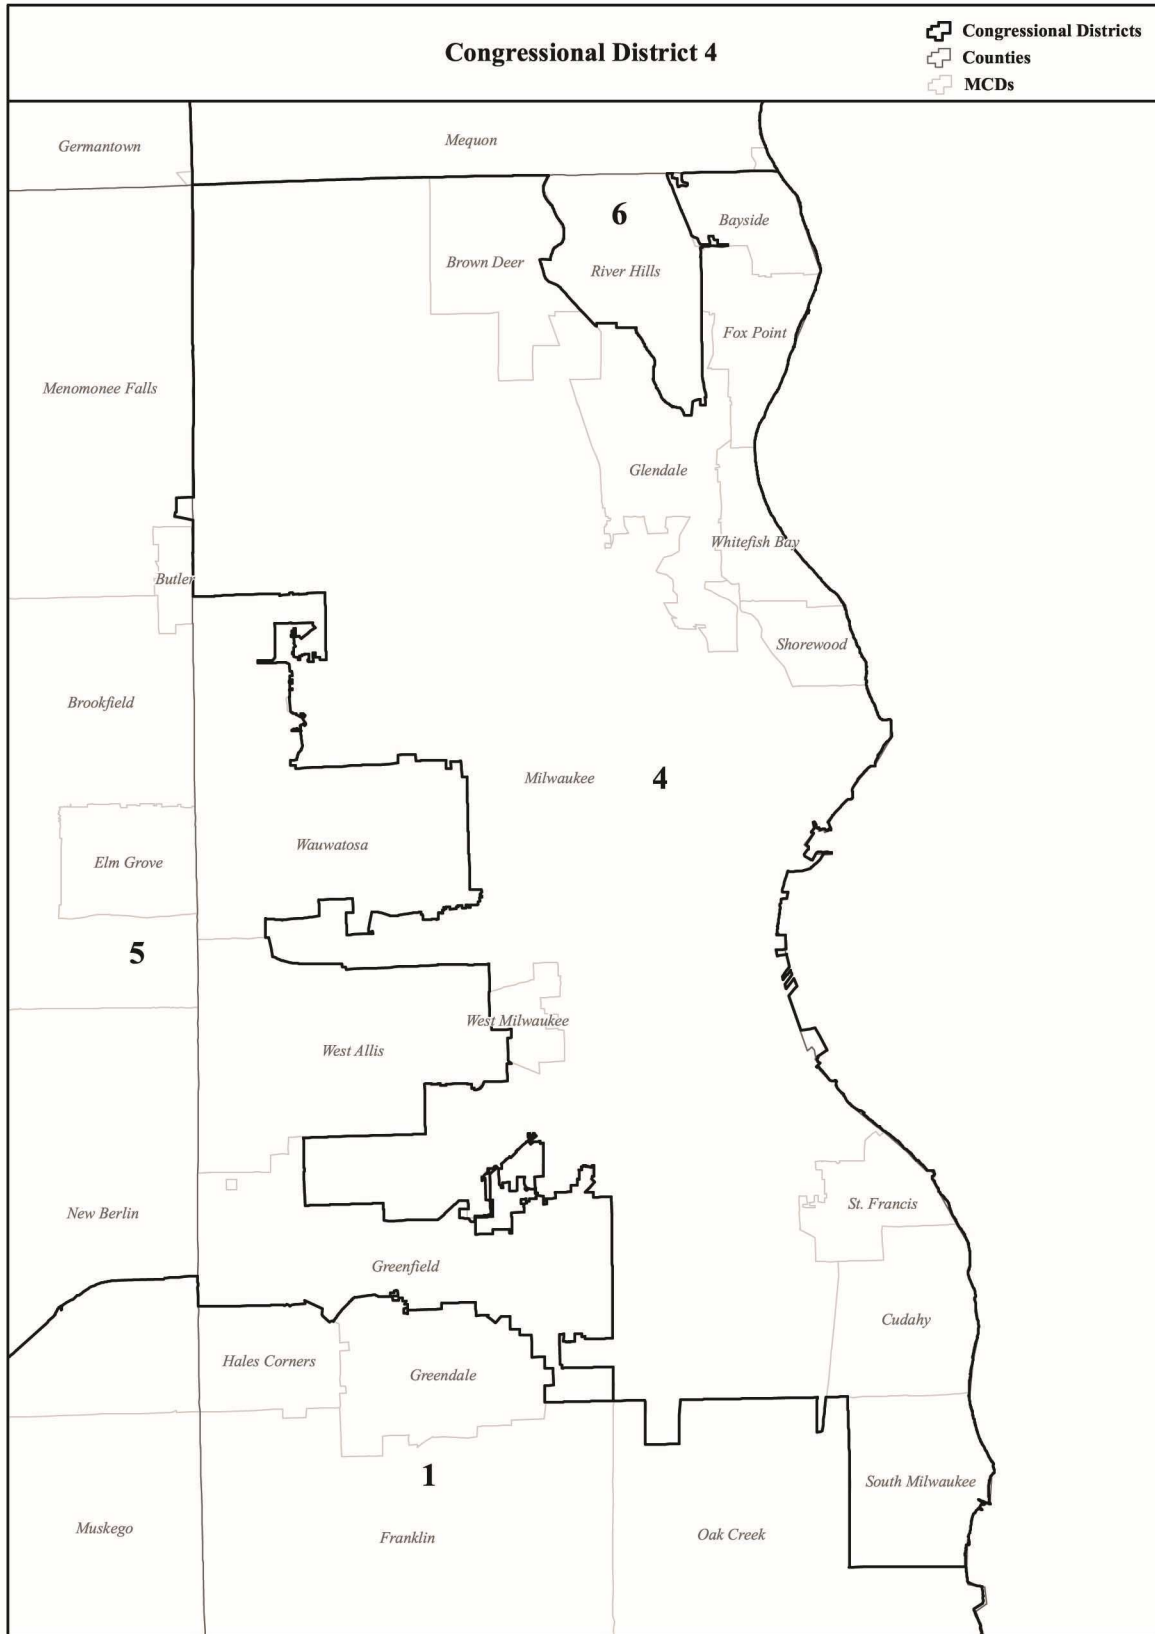 Congressional District 4
Congressional Districts
Counties
MCDs
Germantown
Mequon
6
Bayside
Brown Deer
River Hills
Fox Point
Menomonee Falls
Glendale
Whitefish Bay
Butler
Shorewood
Brookfield
Milwaukee
4
Wauwatosa
Elm Grove
5
West Milwaukee
West Allis
New Berlin
St. Francis
Greenfield
Cudahy
Hales Corners
Greendale
1
South Milwaukee
Muskego
Franklin
Oak Creek